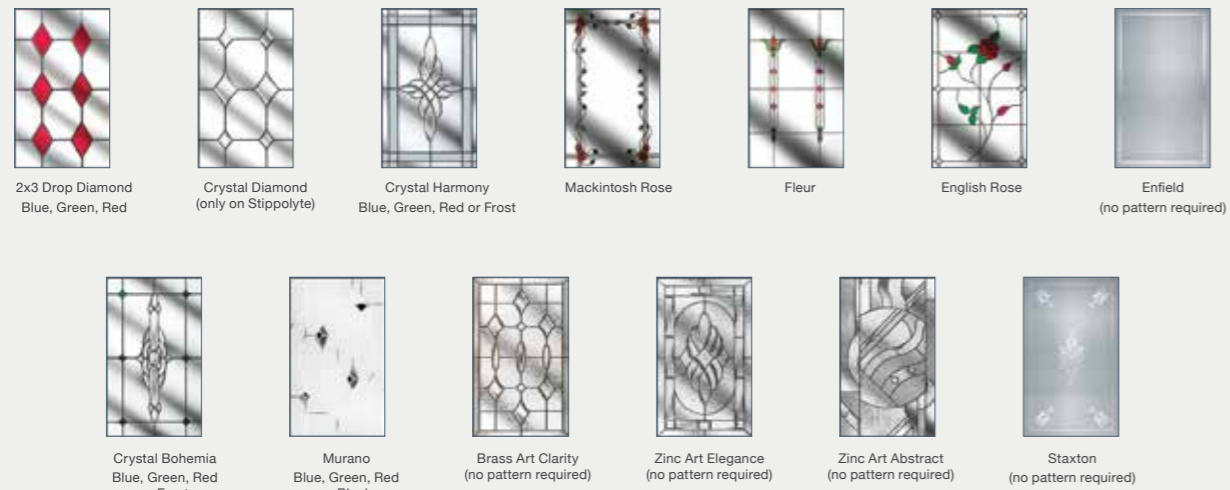 2x3 Drop Diamond
Blue, Green, Red
Crystal Diamond
(only on Stippolyte)
Crystal Harmony
Blue, Green, Red or Frost
Mackintosh Rose
Fleur
English Rose
Enfield
(no pattern required)
Crystal Bohemia
Blue, Green, Red
Murano
Blue, Green, Red
Brass Art Clarity
(no pattern required)
Zinc Art Elegance
(no pattern required)
Zinc Art Abstract
(no pattern required)
Staxton
(no pattern required)